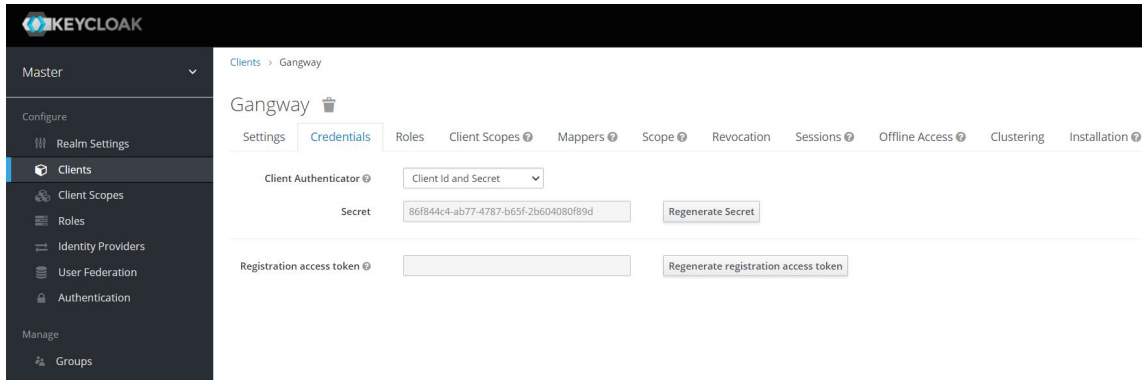 KEYCLOAK
Master
Configure
Realm Settings
Clients
Client Scopes
Roles
Identity Providers
User Federation
Authentication
Manage
Groups
Clients > Gangway
Gangway
Settings Credentials Roles Client Scopes Mappers Scope Revocation Sessions Offline Access Clustering Installation
Client Authenticator Client Id and Secret
Secret 86f844c4-ab77-4787-b65f-2b604080f89d Regenerate Secret
Registration access token Regenerate registration access token